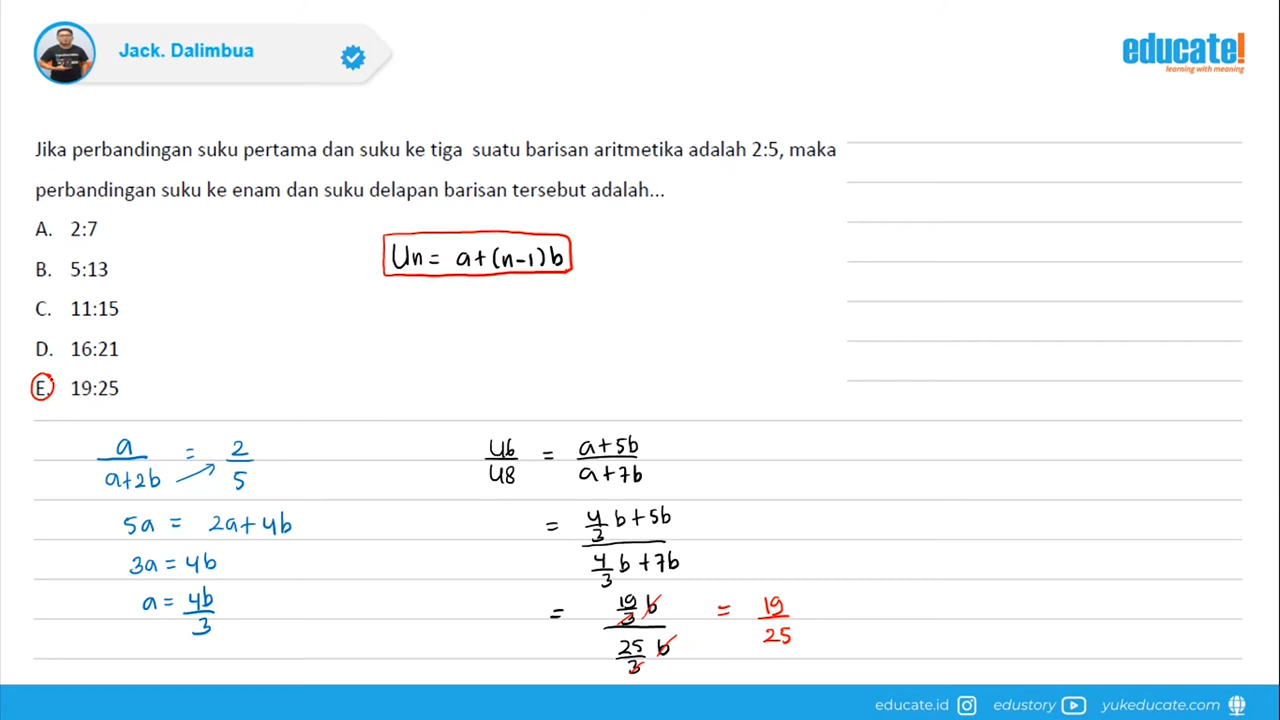 Jack. Dalimbua
educate!
learning with meaning
Jika perbandingan suku pertama dan suku ke tiga suatu barisan aritmetika adalah 2:5, maka
perbandingan suku ke enam dan suku delapan barisan tersebut adalah...
A. 2:7
B. 5:13
C. 11:15
D. 16:21
E. 19:25
Un = a+(n-1)b
a/(a+2b) = 2/5
5a = 2a+4b
3a = 4b
a = 4b/3
U6/U8 = (a+5b)/(a+7b)
= (4/3 b+5b)/(4/3 b+7b)
= (19/3 b)/(25/3 b) = 19/25
educate.id
edustory
yukeducate.com